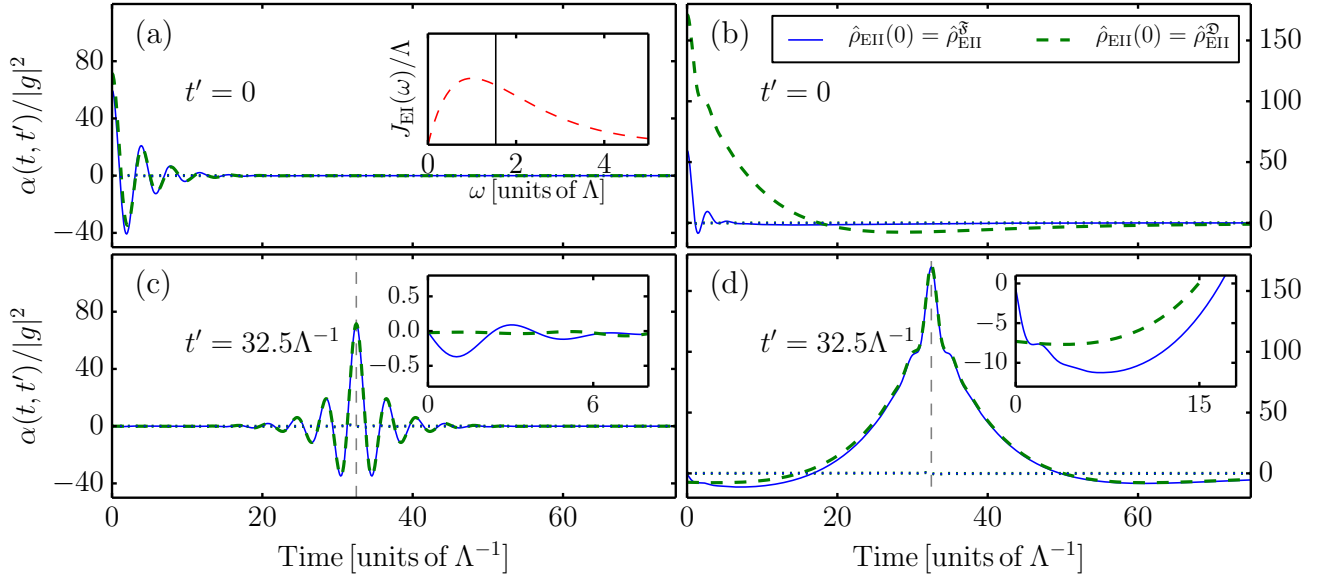 (a)
t′ = 0
α(t, t′)/|g|²
80
40
0
−40
J_EI(ω)/Λ
0 2 4
ω [units of Λ]
(b)
ρ̂_EII(0) = ρ̂_EII^𝔉 ρ̂_EII(0) = ρ̂_EII^𝔇
t′ = 0
150
100
50
0
(c)
t′ = 32.5Λ⁻¹
α(t, t′)/|g|²
80
40
0
−40
0.5
0.0
−0.5
0 6
0 20 40 60
Time [units of Λ⁻¹]
(d)
t′ = 32.5Λ⁻¹
0
−5
−10
0 15
150
100
50
0
0 20 40 60
Time [units of Λ⁻¹]